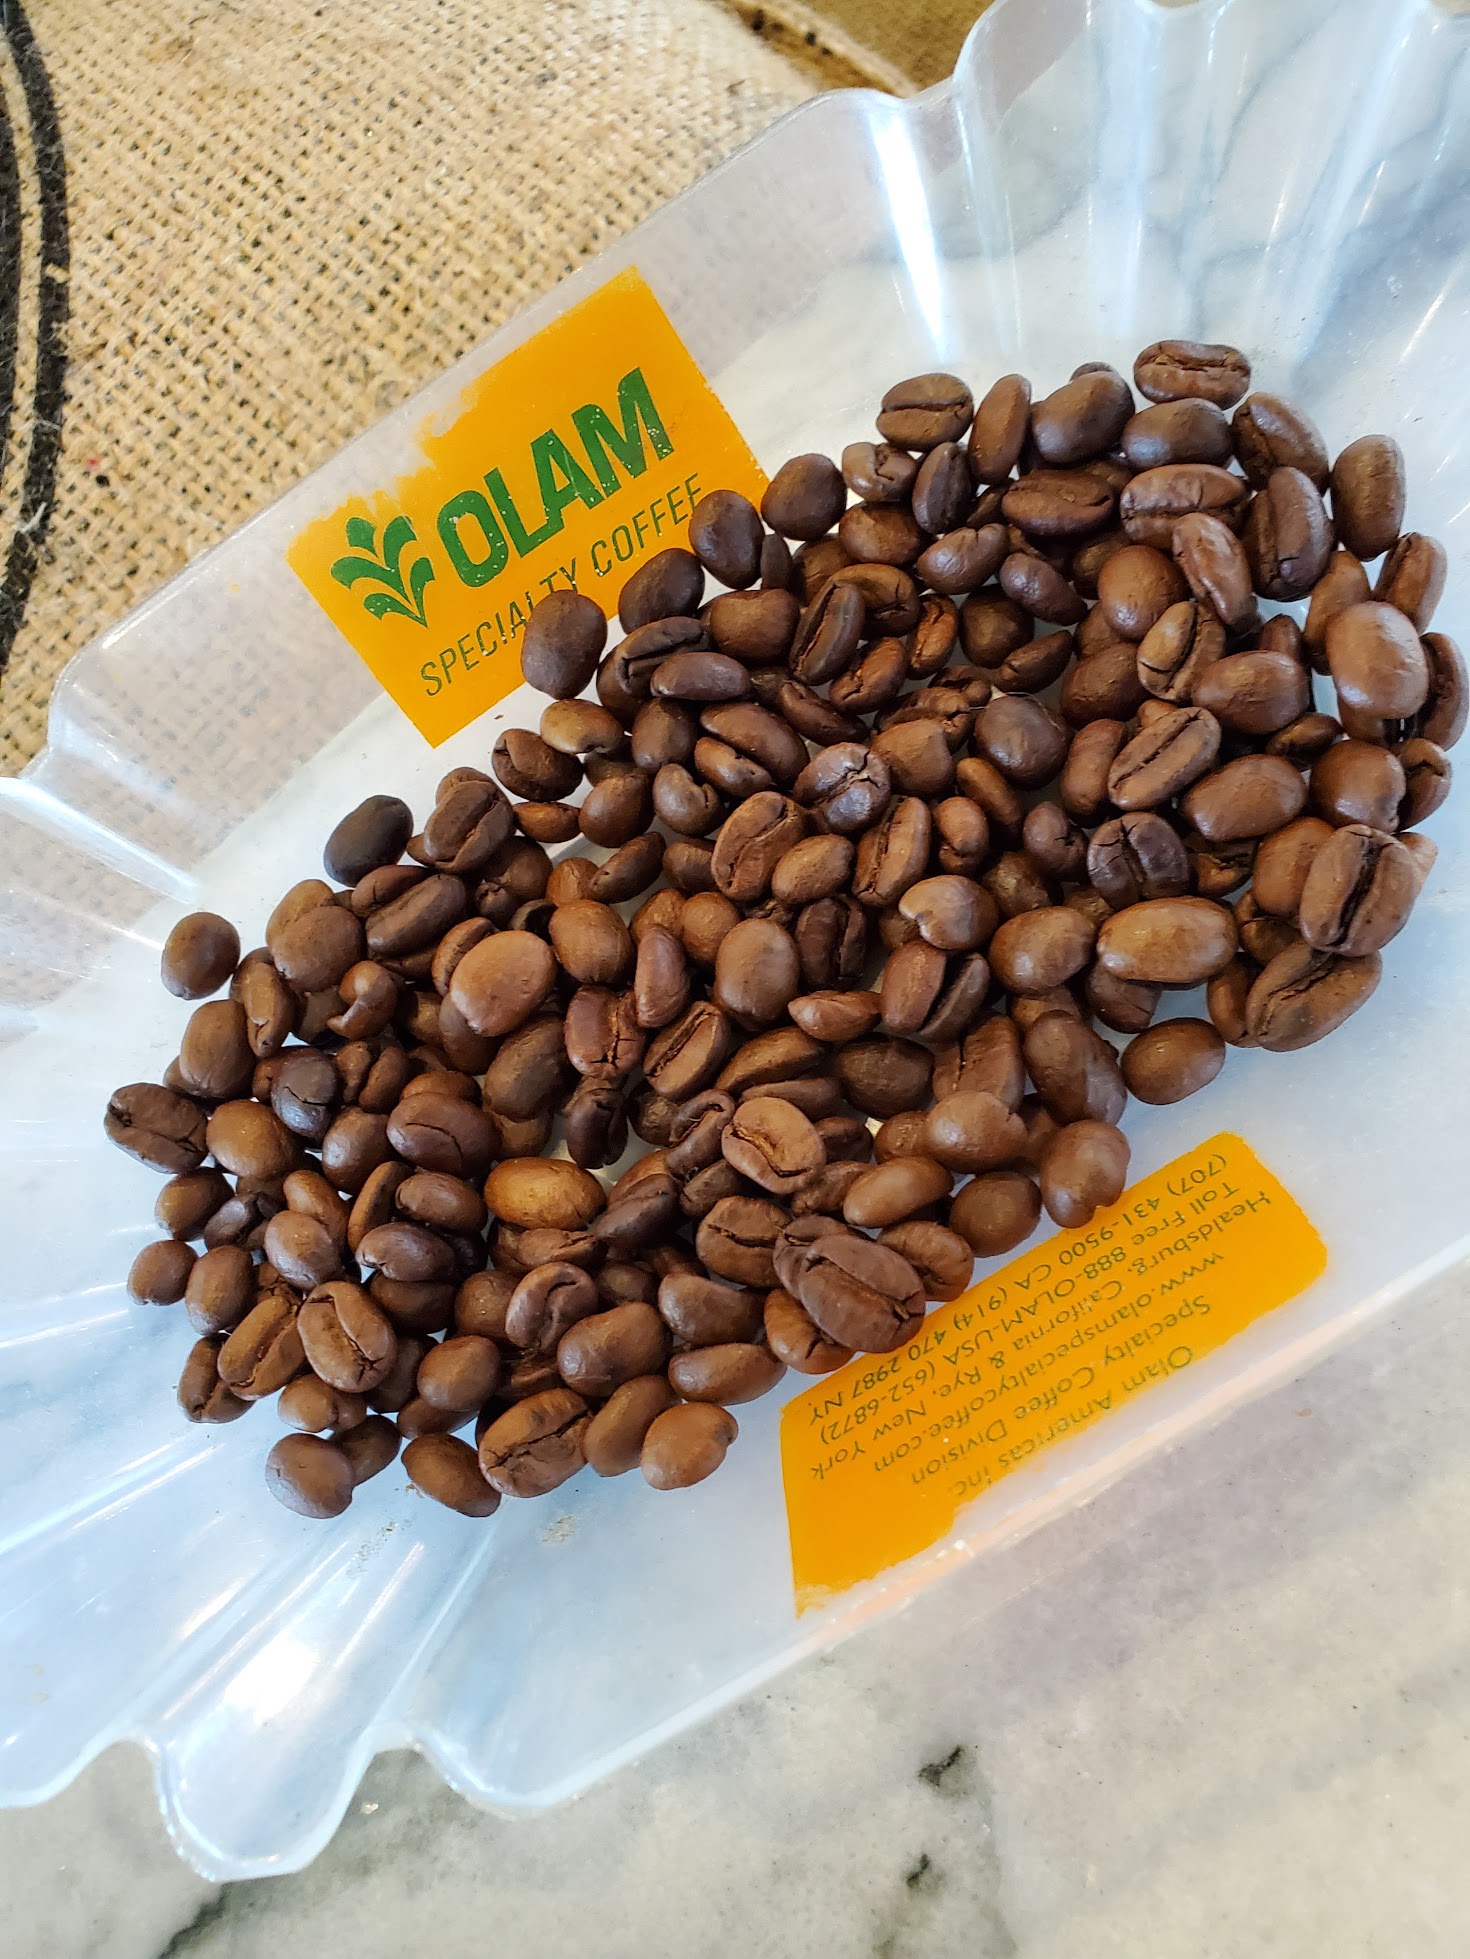 OLAM
SPECIALTY COFFEE
Olam Americas inc.
Specialty Coffee Division
www.olamspecialtycoffee.com
Healdsburg, California & Rye, New York
Toll Free 888-OLAM-USA (652-6872)
(707) 431-9500 CA (914) 470 2987 NY